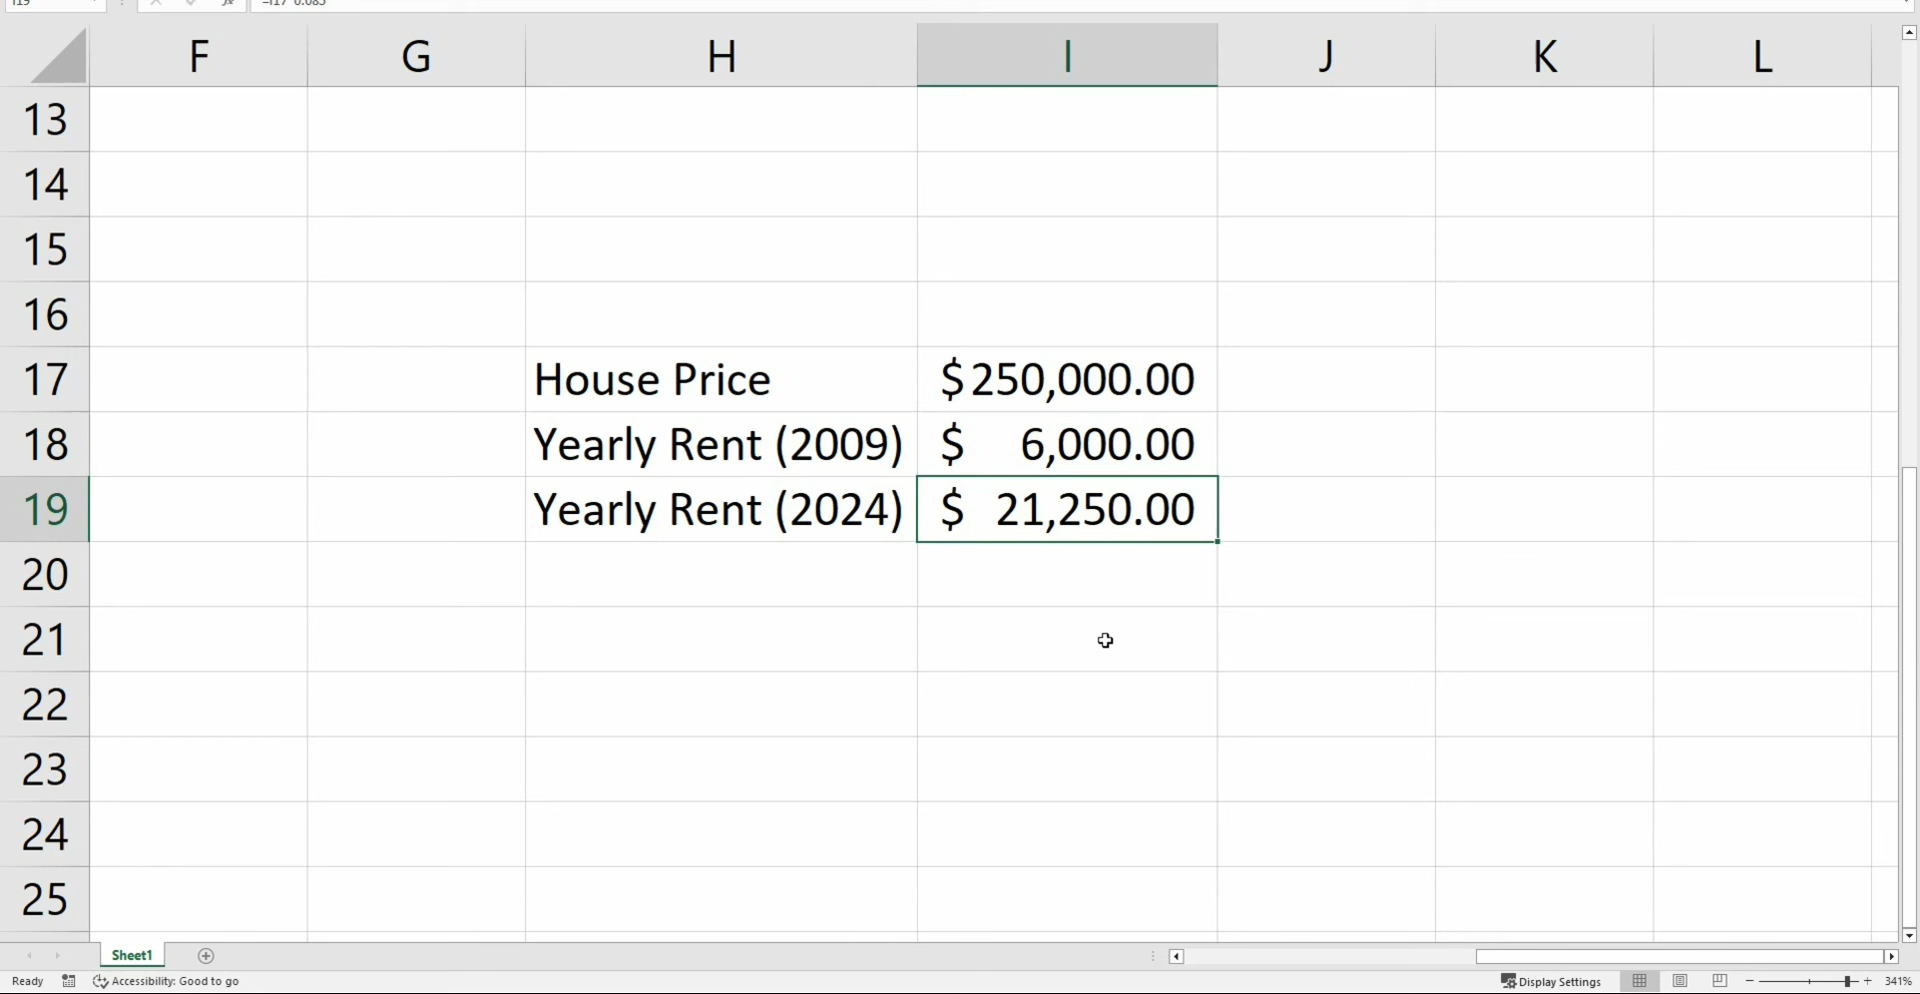 F G H I J K L
13
14
15
16
17 House Price $250,000.00
18 Yearly Rent (2009) $ 6,000.00
19 Yearly Rent (2024) $ 21,250.00
20
21
22
23
24
25
Sheet1
Ready Accessibility: Good to go Display Settings 341%